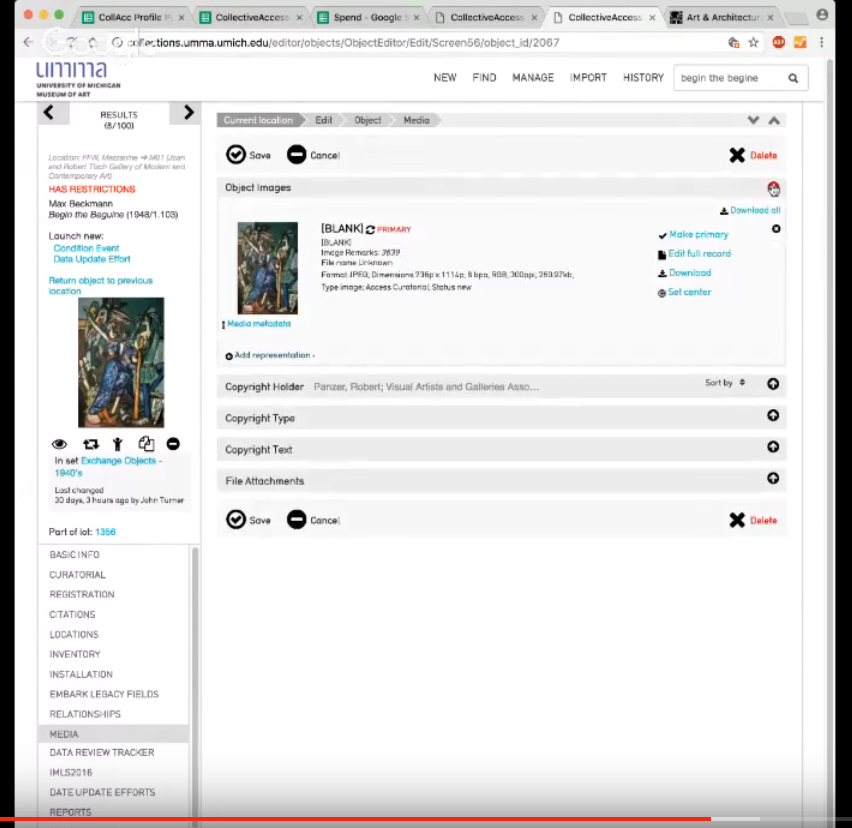 CollAcc Profile P
CollectiveAccess
Spend - Google S
CollectiveAccess
CollectiveAccess
Art & Architectur
Google
collections.umma.umich.edu/editor/objects/ObjectEditor/Edit/Screen56/object_id/2067
ABP
umma
UNIVERSITY OF MICHIGAN
MUSEUM OF ART
NEW FIND MANAGE IMPORT HISTORY
begin the begine
RESULTS
(8/100)
Location: FFW, Mezzanine → M01 (Joan
and Robert Tisch Gallery of Modern and
Contemporary Art)
HAS RESTRICTIONS
Max Beckmann
Begin the Beguine (1948/1.103)
Launch new:
Condition Event
Data Update Effort
Return object to previous
location
In set Exchange Objects -
1940's
Last changed
30 days, 3 hours ago by John Turner
Part of lot: 1356
BASIC INFO
CURATORIAL
REGISTRATION
CITATIONS
LOCATIONS
INVENTORY
INSTALLATION
EMBARK LEGACY FIELDS
RELATIONSHIPS
MEDIA
DATA REVIEW TRACKER
IMLS2016
DATE UPDATE EFFORTS
REPORTS
Current location Edit Object Media
Save Cancel Delete
Object Images
Download all
[BLANK] PRIMARY
[BLANK]
Image Remarks: 3639
File name Unknown
Format JPEG; Dimensions 736p x 1114p; 8 bpp, RGB, 300ppi; 260.97kb;
Type image; Access Curatorial; Status new
Make primary
Edit full record
Download
Set center
Media metadata
Add representation
Copyright Holder Panzer, Robert; Visual Artists and Galleries Asso... Sort by
Copyright Type
Copyright Text
File Attachments
Save Cancel Delete